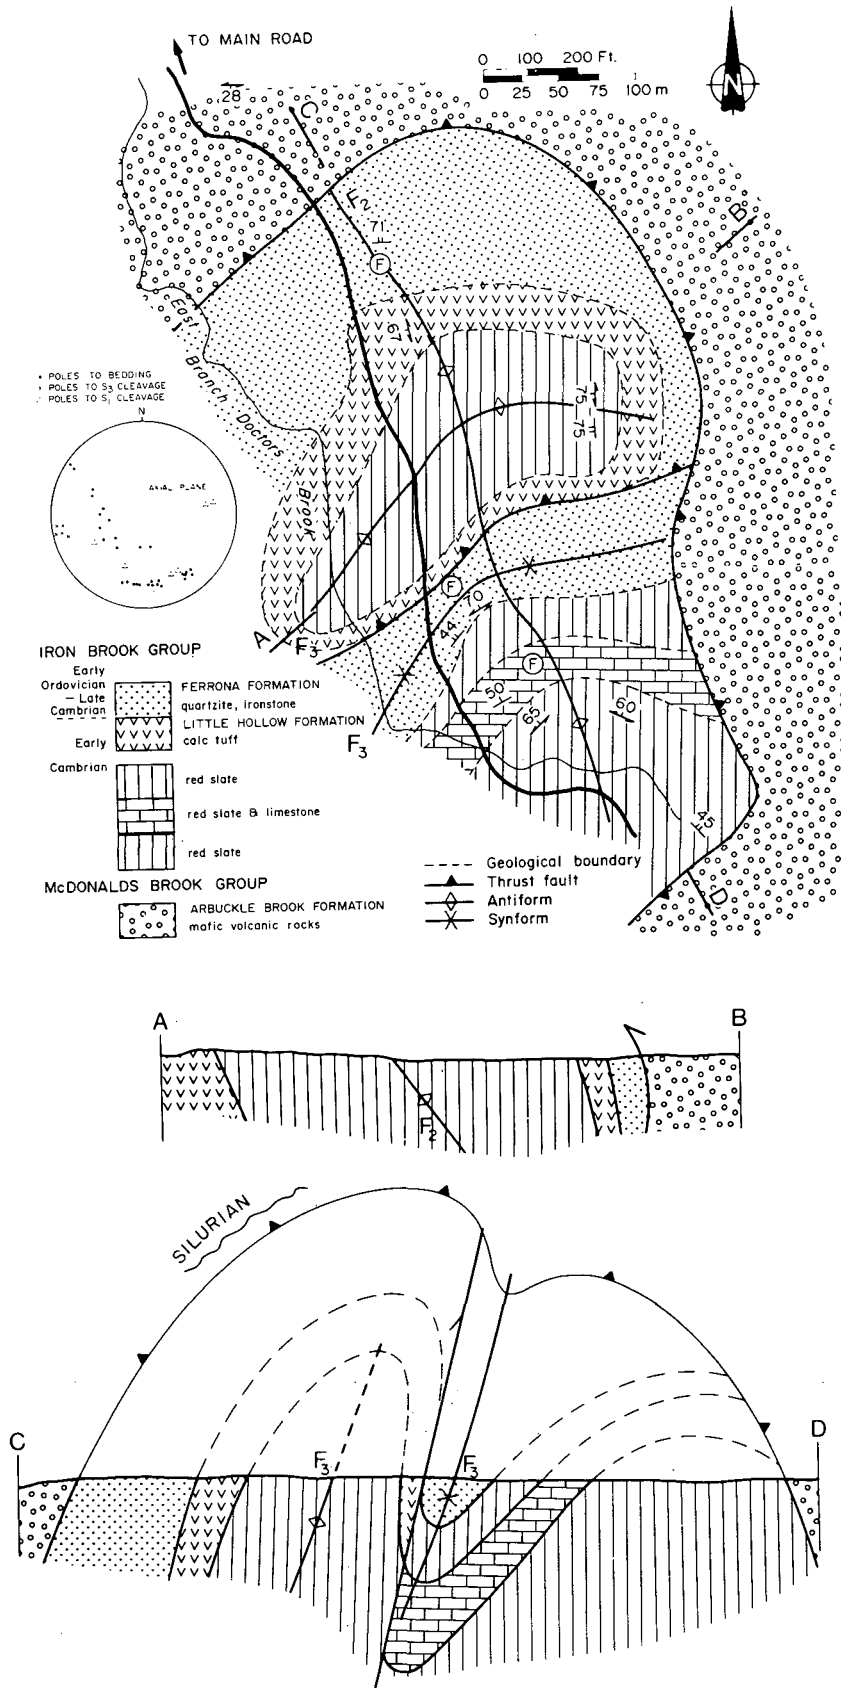 TO MAIN ROAD
0 100 200 Ft.
0 25 50 75 100 m
N
28
C
F2
71
F
B
67
East Branch Doctors Brook
75
75
• POLES TO BEDDING
POLES TO S3 CLEAVAGE
POLES TO S1 CLEAVAGE
N
AXIAL PLANE
A
F3
F
70
44
F3
F
50
65
60
45
D
IRON BROOK GROUP
Early Ordovician – Late Cambrian
FERRONA FORMATION
quartzite, ironstone
LITTLE HOLLOW FORMATION
Early
calc tuff
Cambrian
red slate
red slate & limestone
red slate
McDONALDS BROOK GROUP
ARBUCKLE BROOK FORMATION
mafic volcanic rocks
Geological boundary
Thrust fault
Antiform
Synform
A
B
F2
SILURIAN
C
D
F3
F3